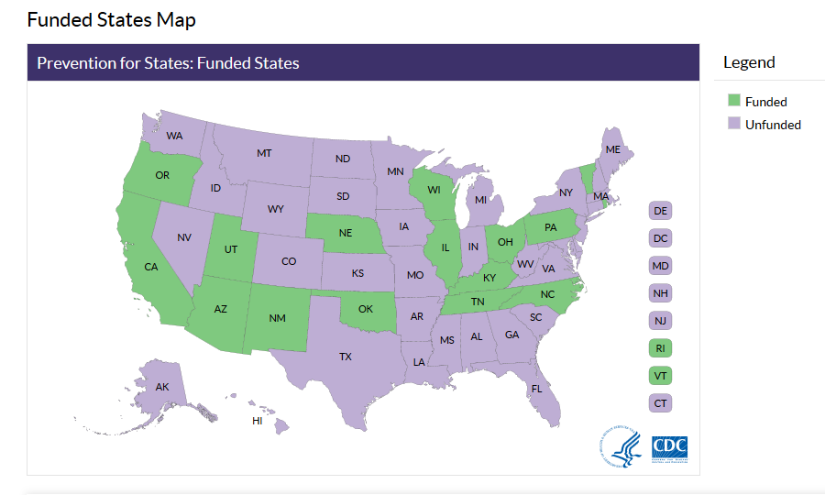 Funded States Map
Prevention for States: Funded States
Legend
Funded
Unfunded
WA
MT
ND
MN
ME
OR
ID
SD
WI
MI
NY
MA
WY
IA
NE
PA
NV
UT
CO
IL
IN
OH
WV
VA
CA
KS
MO
KY
AZ
NM
OK
AR
TN
NC
SC
MS
AL
GA
TX
LA
FL
AK
HI
DE
DC
MD
NH
NJ
RI
VT
CT
CDC